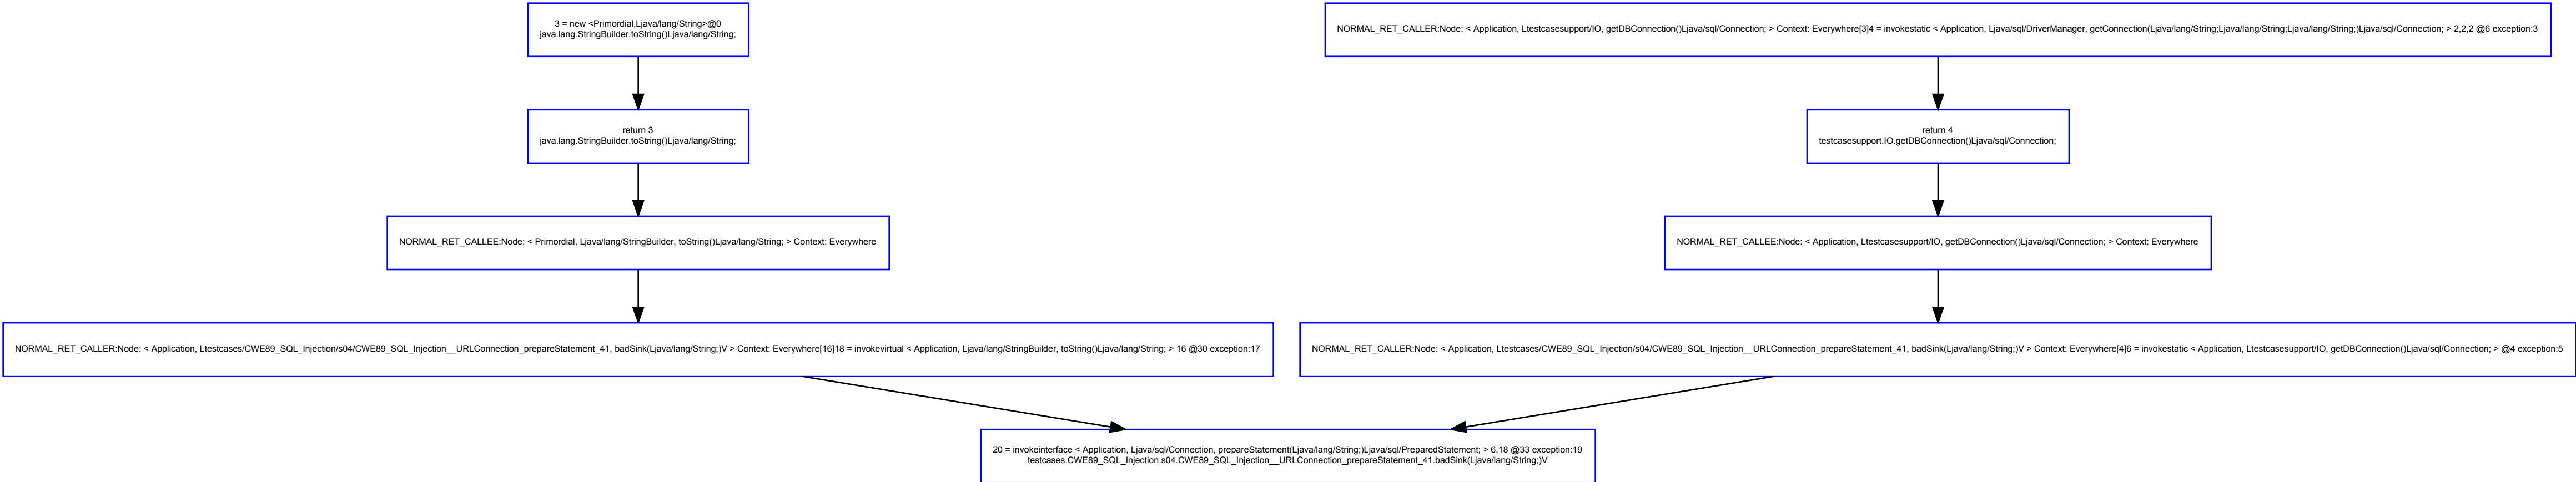 3 = new <Primordial,Ljava/lang/String>@0
java.lang.StringBuilder.toString()Ljava/lang/String;
NORMAL_RET_CALLER:Node: < Application, Ltestcasesupport/IO, getDBConnection()Ljava/sql/Connection; > Context: Everywhere[3]4 = invokestatic < Application, Ljava/sql/DriverManager, getConnection(Ljava/lang/String;Ljava/lang/String;Ljava/lang/String;)Ljava/sql/Connection; > 2,2,2 @6 exception:3
return 3
java.lang.StringBuilder.toString()Ljava/lang/String;
return 4
testcasesupport.IO.getDBConnection()Ljava/sql/Connection;
NORMAL_RET_CALLEE:Node: < Primordial, Ljava/lang/StringBuilder, toString()Ljava/lang/String; > Context: Everywhere
NORMAL_RET_CALLEE:Node: < Application, Ltestcasesupport/IO, getDBConnection()Ljava/sql/Connection; > Context: Everywhere
NORMAL_RET_CALLER:Node: < Application, Ltestcases/CWE89_SQL_Injection/s04/CWE89_SQL_Injection__URLConnection_prepareStatement_41, badSink(Ljava/lang/String;)V > Context: Everywhere[16]18 = invokevirtual < Application, Ljava/lang/StringBuilder, toString()Ljava/lang/String; > 16 @30 exception:17
NORMAL_RET_CALLER:Node: < Application, Ltestcases/CWE89_SQL_Injection/s04/CWE89_SQL_Injection__URLConnection_prepareStatement_41, badSink(Ljava/lang/String;)V > Context: Everywhere[4]6 = invokestatic < Application, Ltestcasesupport/IO, getDBConnection()Ljava/sql/Connection; > @4 exception:5
20 = invokeinterface < Application, Ljava/sql/Connection, prepareStatement(Ljava/lang/String;)Ljava/sql/PreparedStatement; > 6,18 @33 exception:19
testcases.CWE89_SQL_Injection.s04.CWE89_SQL_Injection__URLConnection_prepareStatement_41.badSink(Ljava/lang/String;)V